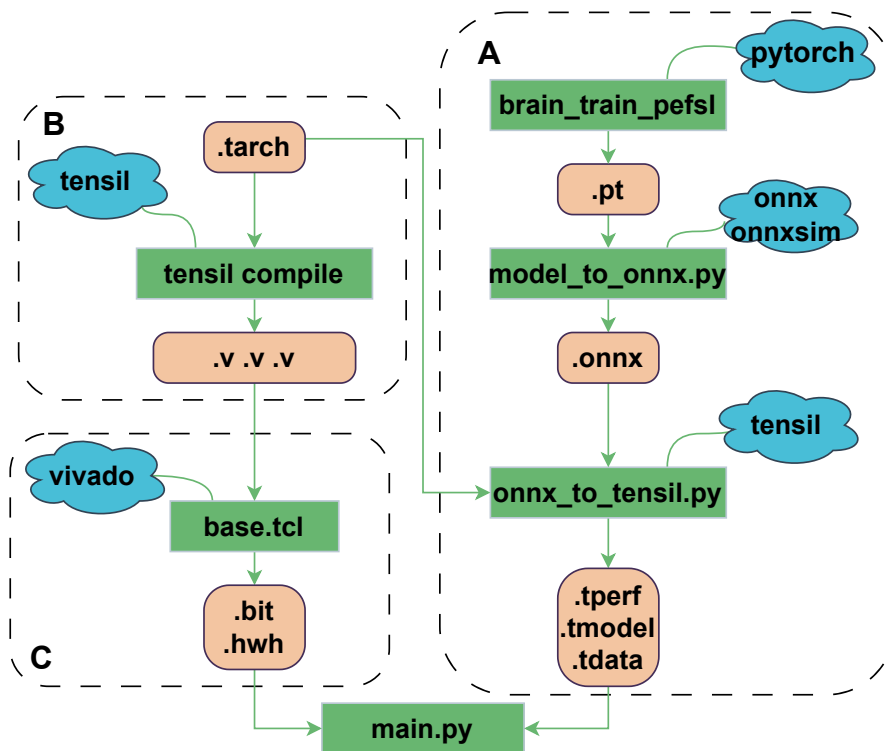 A
pytorch
brain_train_pefsl
.pt
onnx
onnxsim
model_to_onnx.py
.onnx
tensil
onnx_to_tensil.py
.tperf
.tmodel
.tdata
B
.tarch
tensil
tensil compile
.v .v .v
vivado
base.tcl
.bit
.hwh
C
main.py